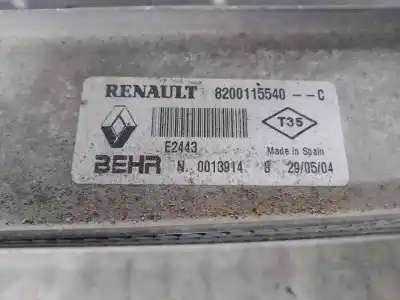 RENAULT 8200115540--C
T35
E2443 Made in Spain
BEHR N. 0013914 8 29/05/04